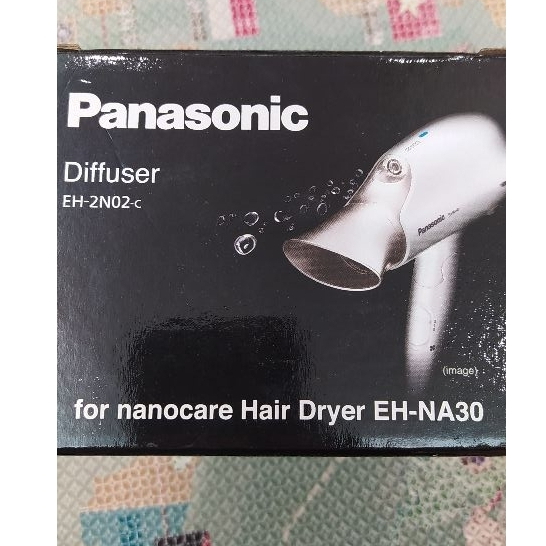 Panasonic
Diffuser
EH-2N02-C
Panasonic
(image)
for nanocare Hair Dryer EH-NA30